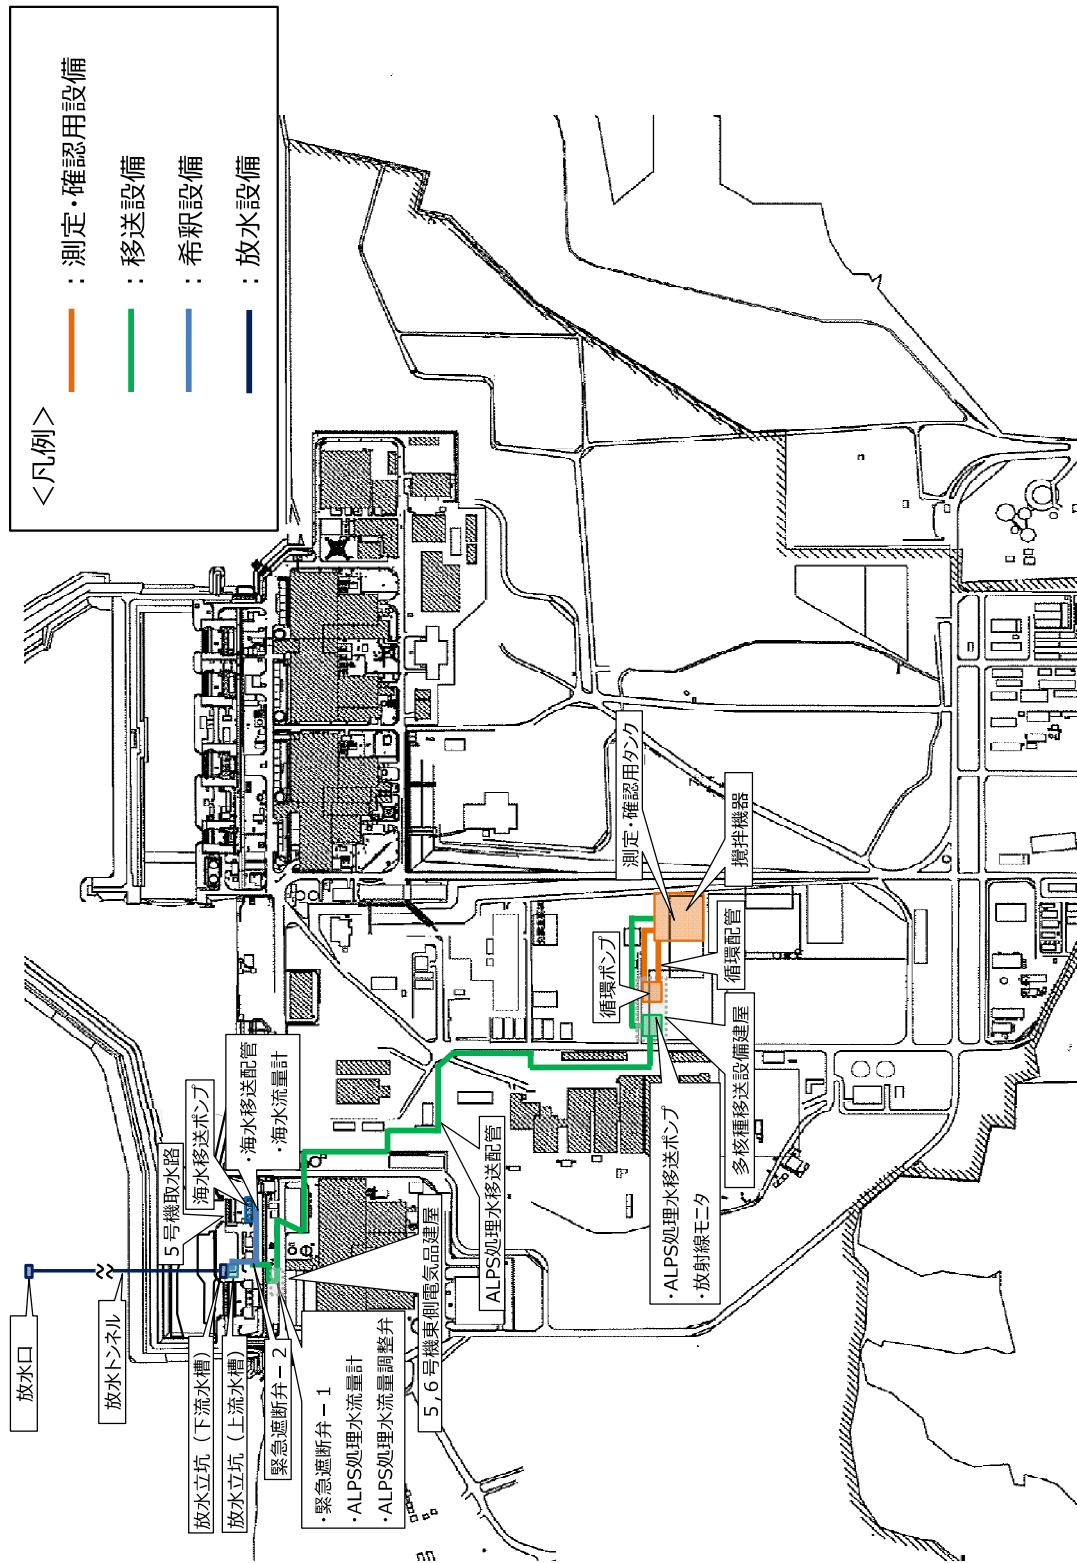 <凡例>
：測定・確認用設備
：移送設備
：希釈設備
：放水設備
放水口
放水トンネル
放水立坑（下流水槽）
放水立坑（上流水槽）
5号機取水路
海水移送ポンプ
・海水移送配管
・海水流量計
緊急遮断弁－2
・緊急遮断弁－1
・ALPS処理水流量計
・ALPS処理水流量調整弁
5,6号機東側電気品建屋
ALPS処理水移送配管
循環ポンプ
測定・確認用タンク
攪拌機器
循環配管
多核種移送設備建屋
・ALPS処理水移送ポンプ
・放射線モニタ